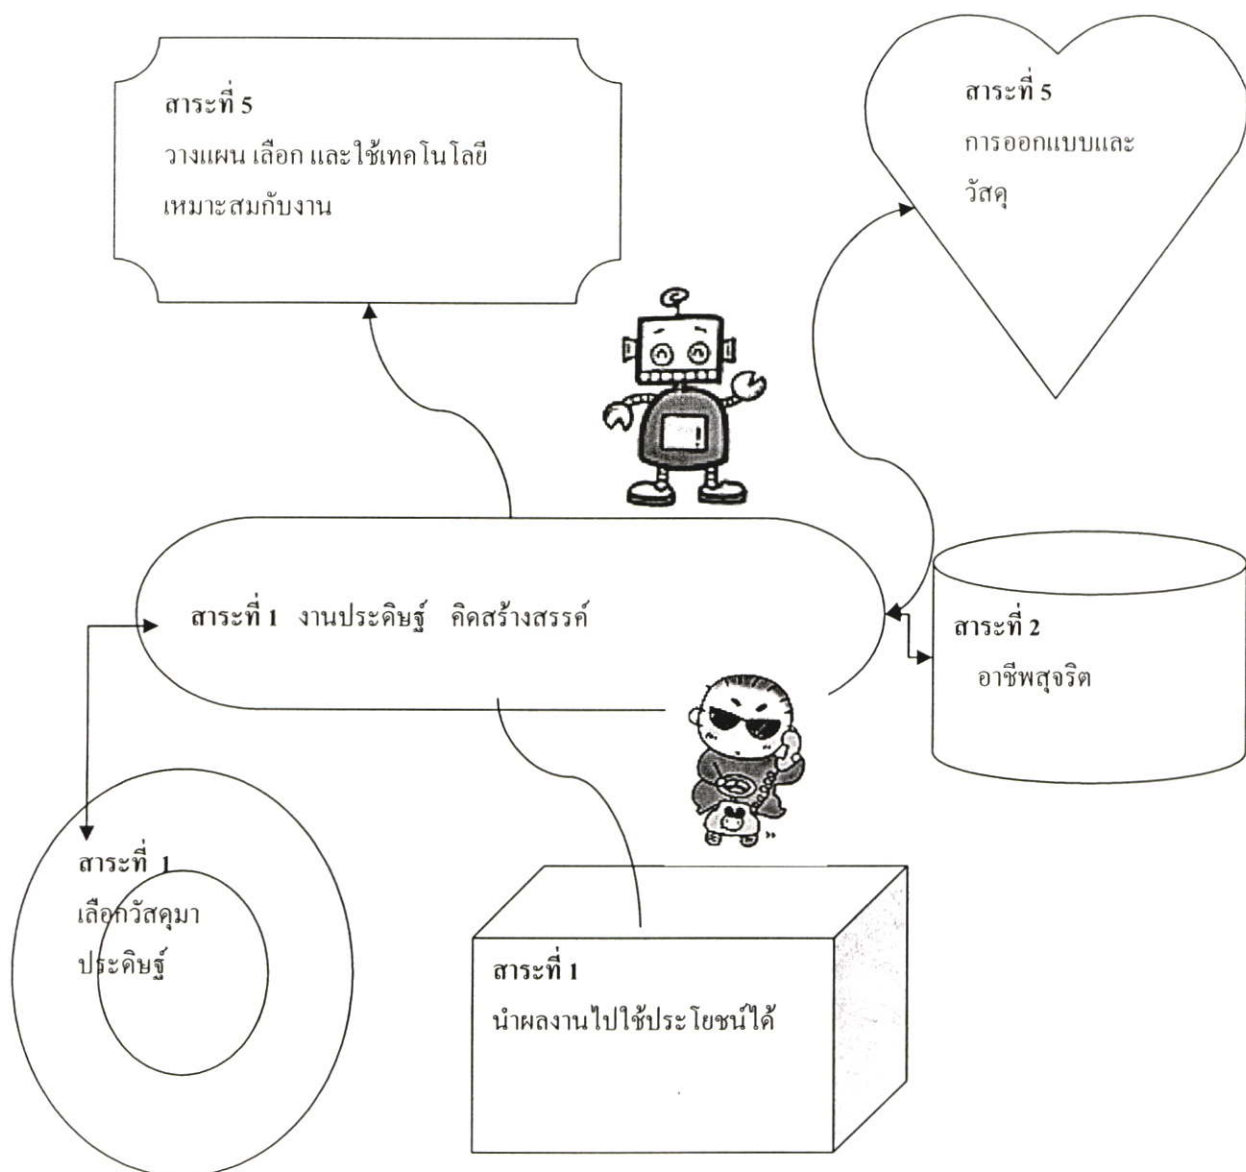 สาระที่ 5
วางแผน เลือก และใช้เทคโนโลยี
เหมาะสมกับงาน
สาระที่ 5
การออกแบบและ
วัสดุ
สาระที่ 1 งานประดิษฐ์ คิดสร้างสรรค์
สาระที่ 2
อาชีพสุจริต
สาระที่ 1
เลือกวัสดุมา
ประดิษฐ์
สาระที่ 1
นำผลงานไปใช้ประโยชน์ได้